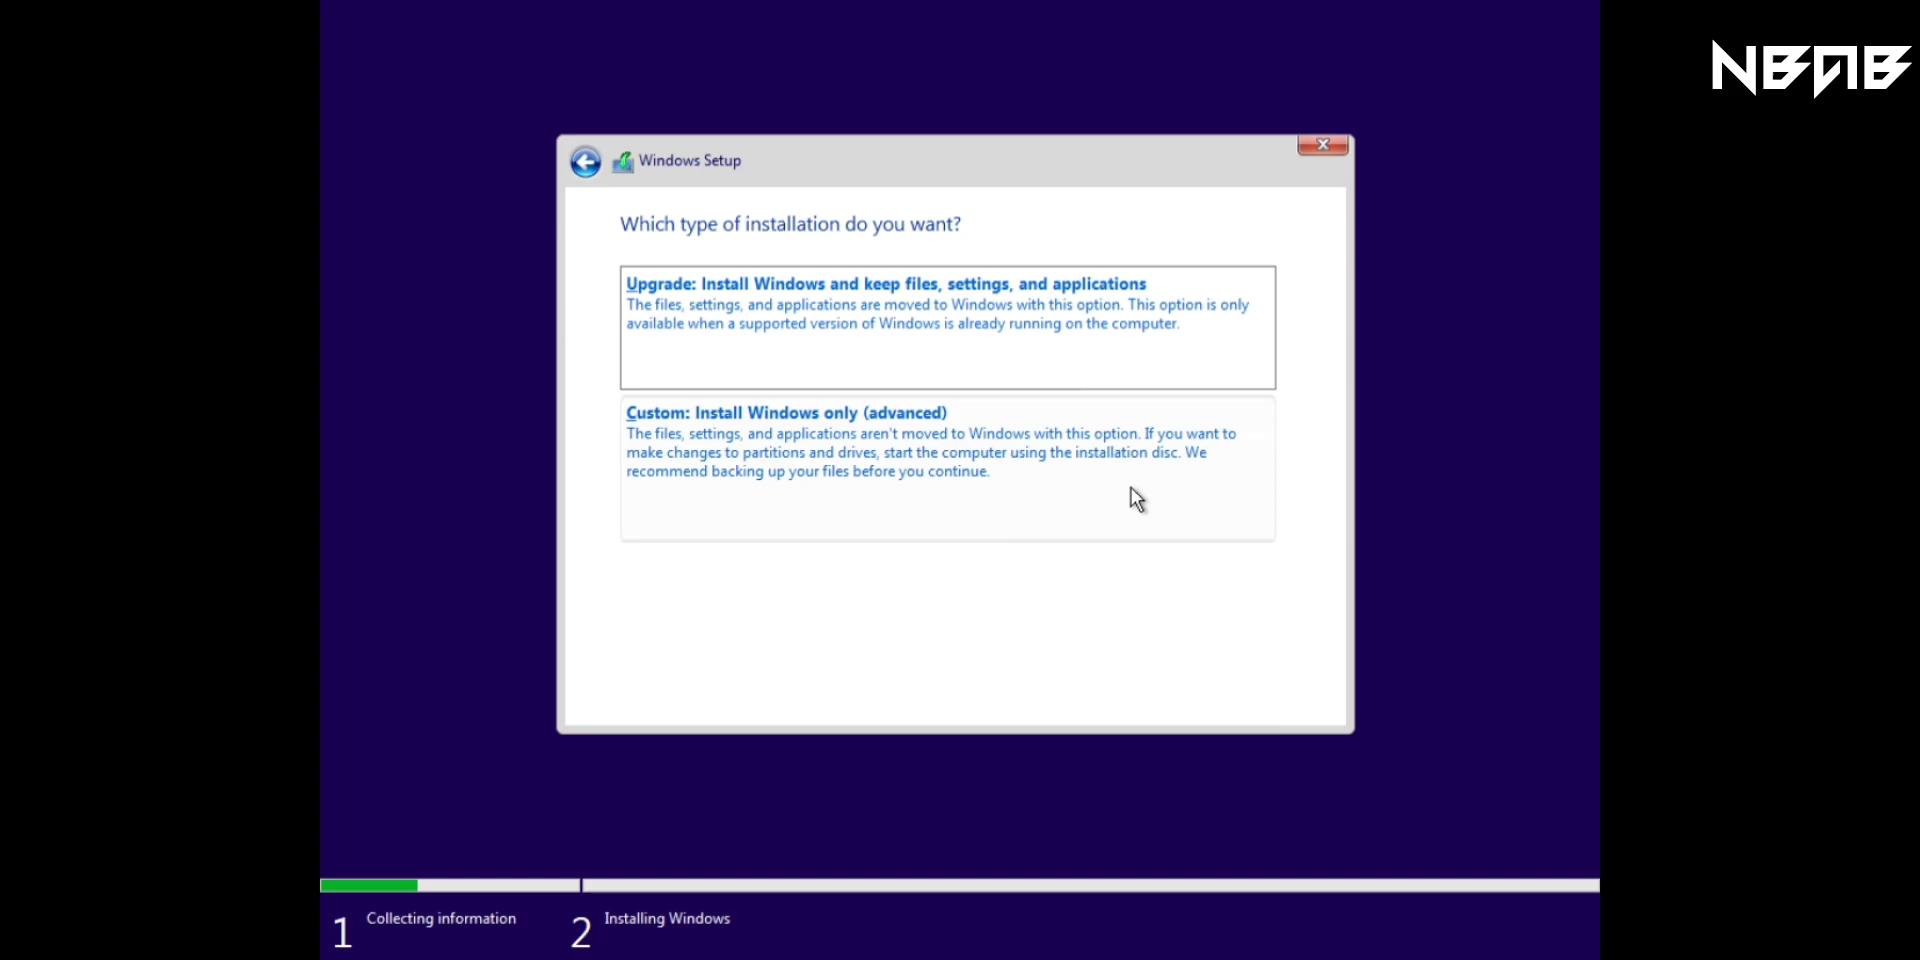 NBAB
Windows Setup
Which type of installation do you want?
Upgrade: Install Windows and keep files, settings, and applications
The files, settings, and applications are moved to Windows with this option. This option is only
available when a supported version of Windows is already running on the computer.
Custom: Install Windows only (advanced)
The files, settings, and applications aren't moved to Windows with this option. If you want to
make changes to partitions and drives, start the computer using the installation disc. We
recommend backing up your files before you continue.
1 Collecting information 2 Installing Windows